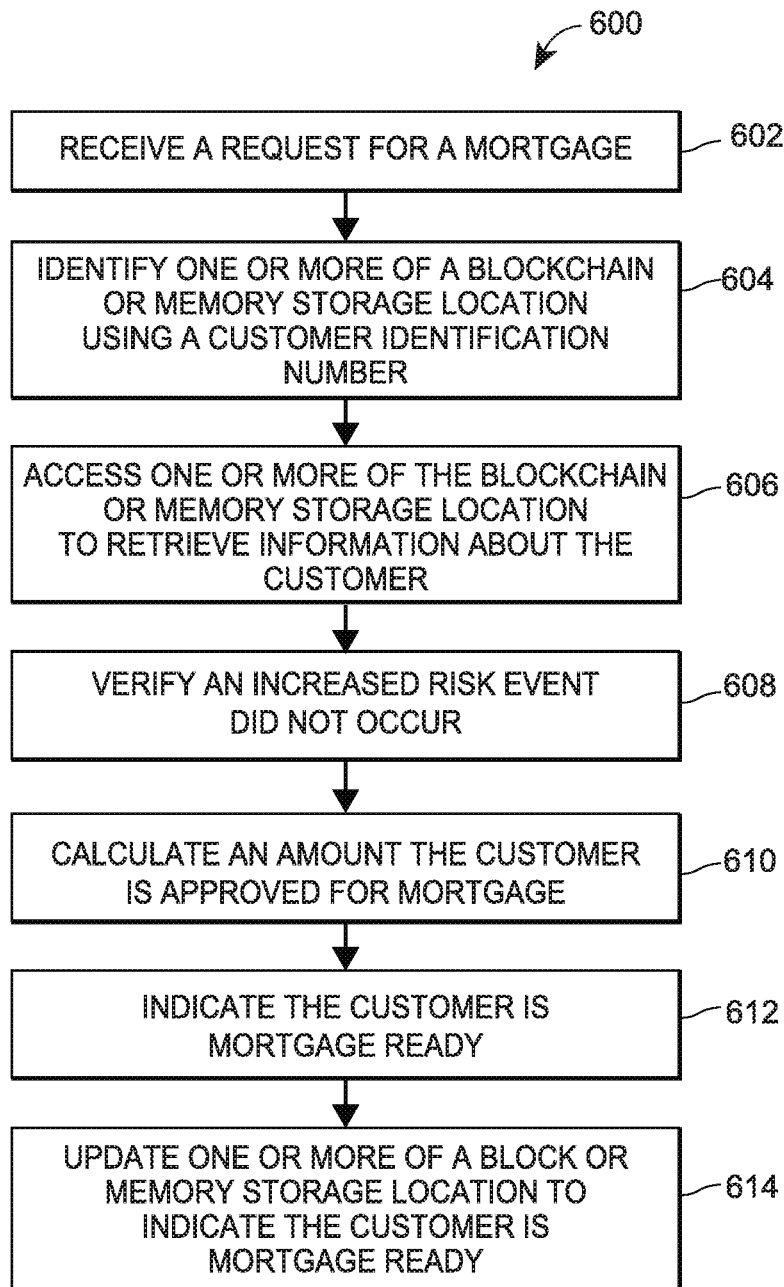 600
RECEIVE A REQUEST FOR A MORTGAGE
602
IDENTIFY ONE OR MORE OF A BLOCKCHAIN
OR MEMORY STORAGE LOCATION
USING A CUSTOMER IDENTIFICATION
NUMBER
604
ACCESS ONE OR MORE OF THE BLOCKCHAIN
OR MEMORY STORAGE LOCATION
TO RETRIEVE INFORMATION ABOUT THE
CUSTOMER
606
VERIFY AN INCREASED RISK EVENT
DID NOT OCCUR
608
CALCULATE AN AMOUNT THE CUSTOMER
IS APPROVED FOR MORTGAGE
610
INDICATE THE CUSTOMER IS
MORTGAGE READY
612
UPDATE ONE OR MORE OF A BLOCK OR
MEMORY STORAGE LOCATION TO
INDICATE THE CUSTOMER IS
MORTGAGE READY
614